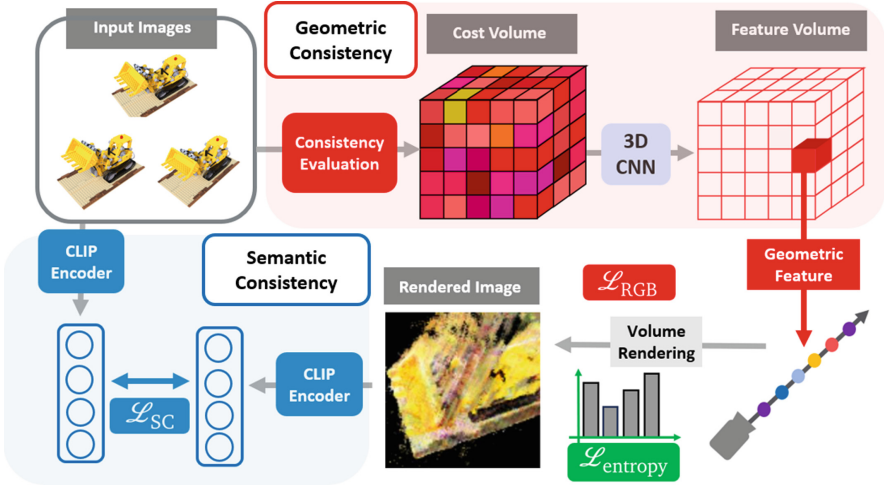 Input Images
Geometric
Consistency
Cost Volume
Feature Volume
Consistency
Evaluation
3D
CNN
CLIP
Encoder
Semantic
Consistency
Geometric
Feature
ℒRGB
Rendered Image
Volume
Rendering
CLIP
Encoder
ℒSC
ℒentropy